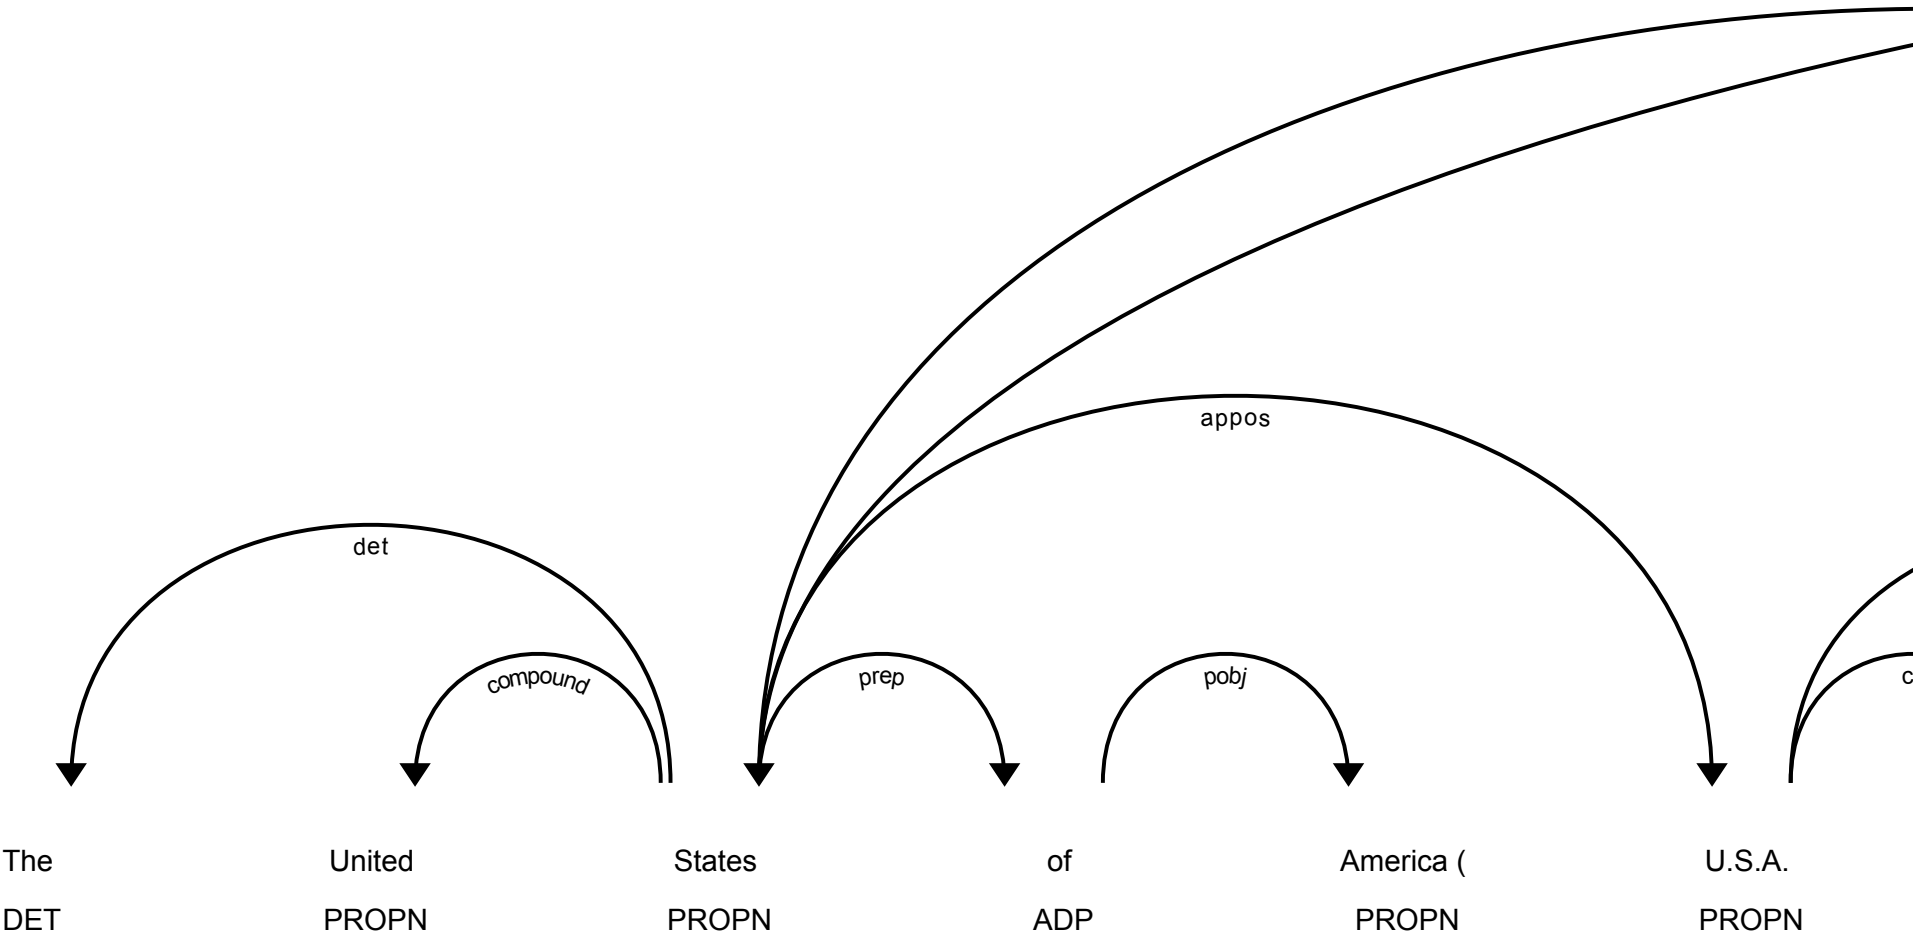 appos
det
compound prep pobj c
The United States of America ( U.S.A.
DET PROPN PROPN ADP PROPN PROPN